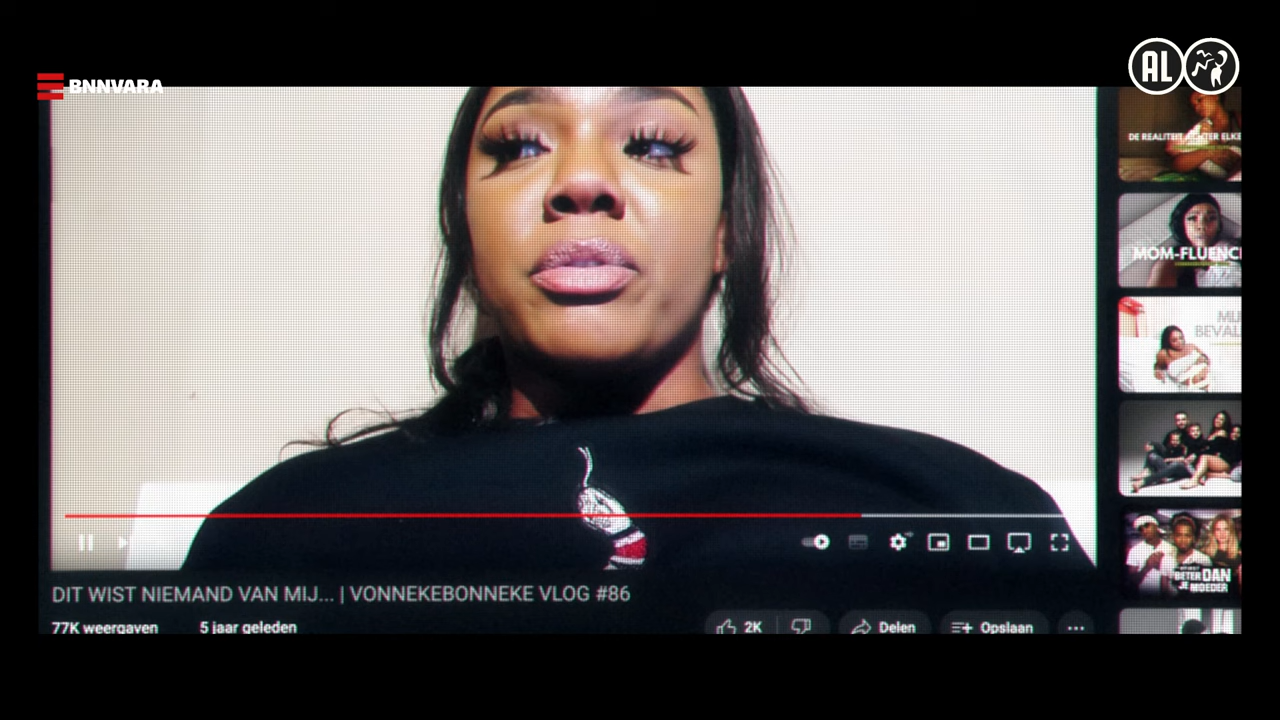 BNNVARA
AL
DE REALITEIT ACHTER ELKE
MOM-FLUENC
MIJ
BEVAL
BETER DAN
JE MOEDER
DIT WIST NIEMAND VAN MIJ... | VONNEKEBONNEKE VLOG #86
77K weergaven 5 jaar geleden
2K Delen Opslaan